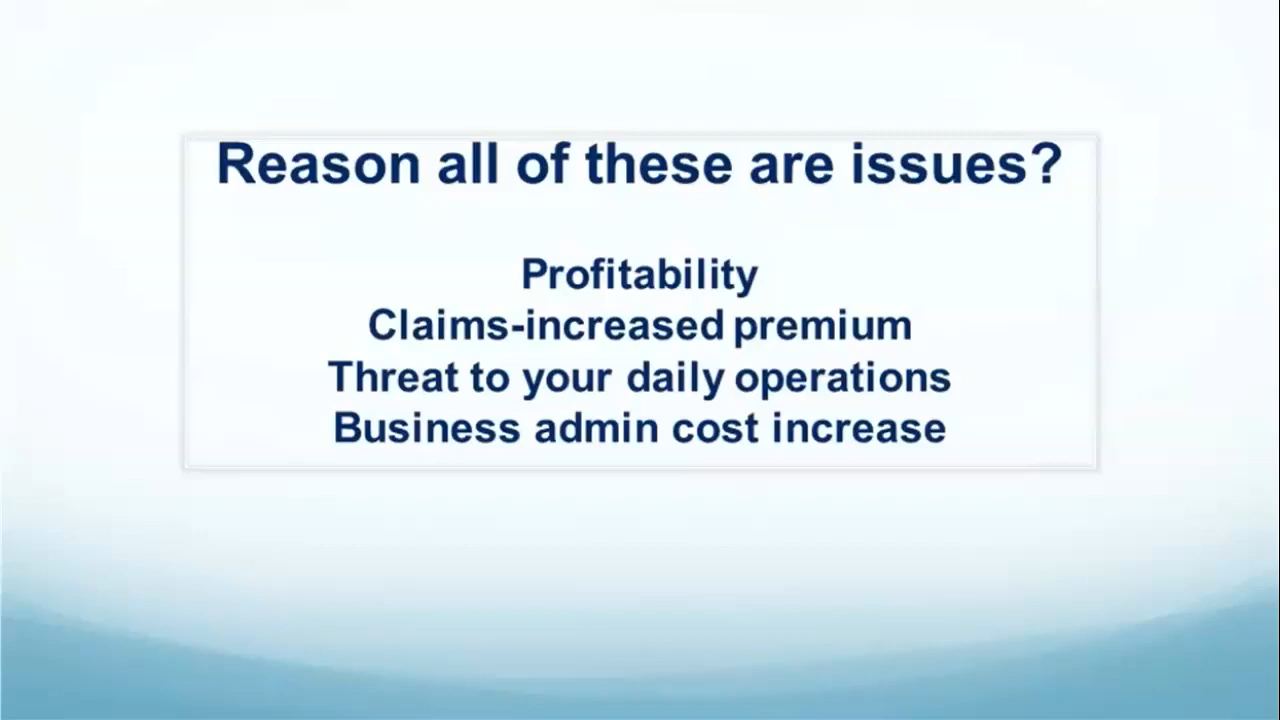 Reason all of these are issues?
Profitability
Claims-increased premium
Threat to your daily operations
Business admin cost increase